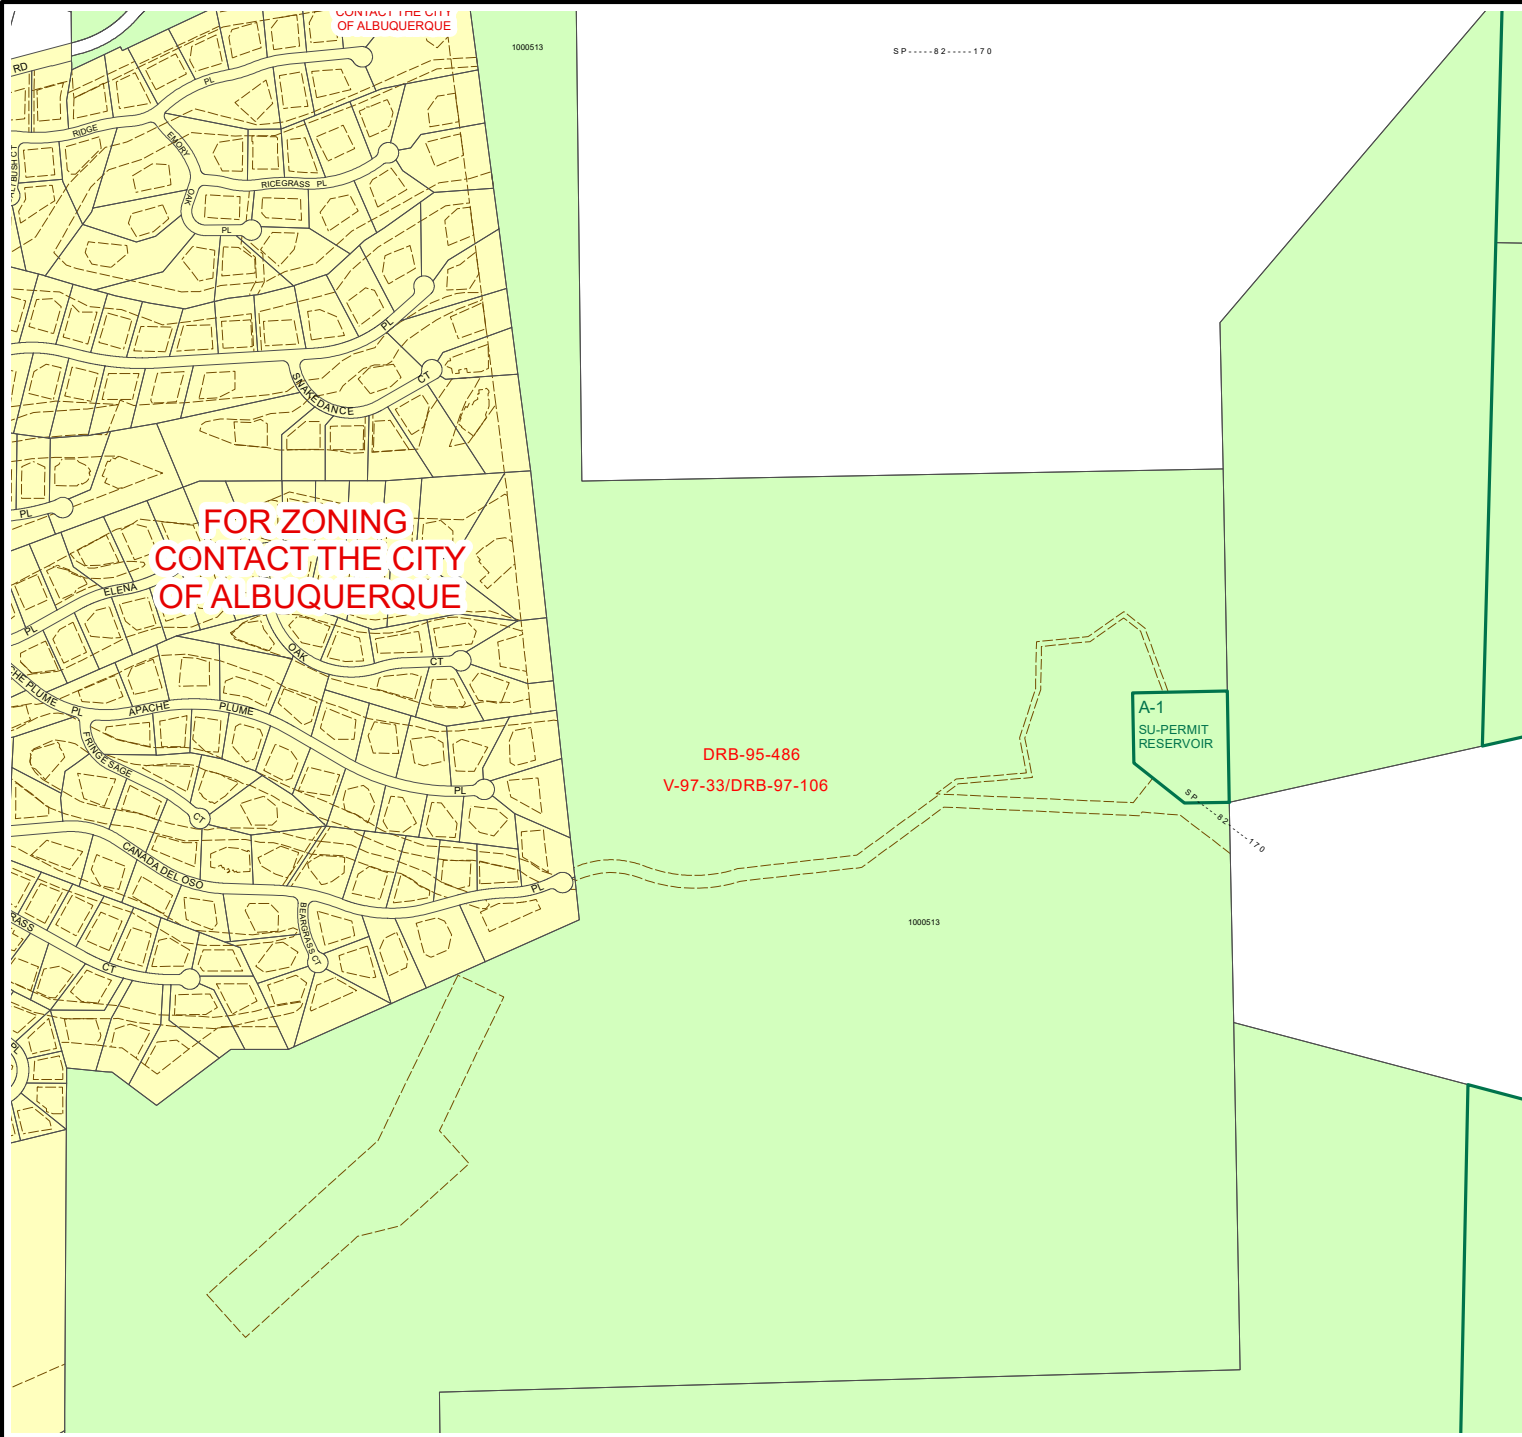 CONTACT THE CITY
OF ALBUQUERQUE
1000513
SP-----82-----170
RD
PL
RIDGE
EMORY
OAK
PL
RICEGRASS PL
PL
SNAKEDANCE
CT
PL
FOR ZONING
CONTACT THE CITY
OF ALBUQUERQUE
ELENA
PL
OAK
CT
PLUME
PL
APACHE
PLUME
FRINGE SAGE
CT
PL
DRB-95-486
V-97-33/DRB-97-106
A-1
SU-PERMIT
RESERVOIR
SP-----82-----170
CANADA DEL OSO
PL
BEARGRASS CT
CT
PL
1000513